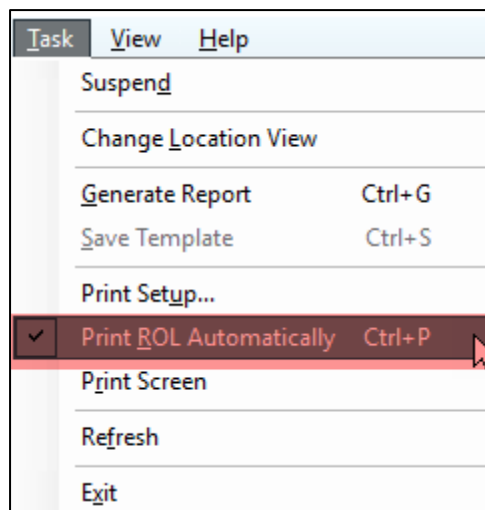 Task View Help
Suspend
Change Location View
Generate Report Ctrl+G
Save Template Ctrl+S
Print Setup...
Print ROL Automatically Ctrl+P
Print Screen
Refresh
Exit